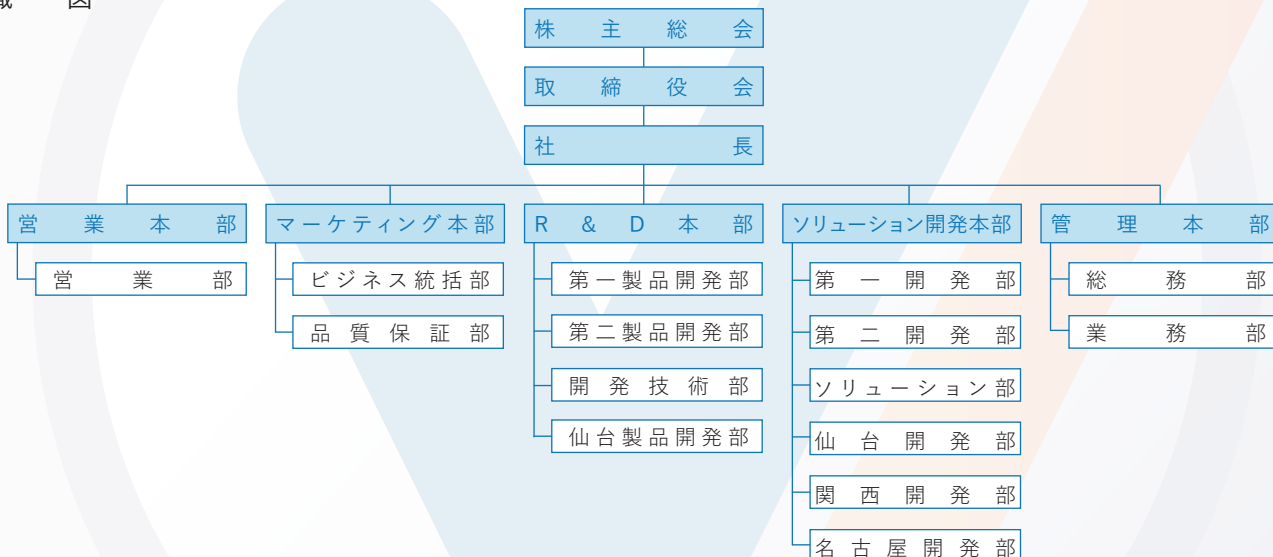 織図
株主総会
取締役会
社長
営業本部
営業部
マーケティング本部
ビジネス統括部
品質保証部
R&D本部
第一製品開発部
第二製品開発部
開発技術部
仙台製品開発部
ソリューション開発本部
第一開発部
第二開発部
ソリューション部
仙台開発部
関西開発部
名古屋開発部
管理本部
総務部
業務部